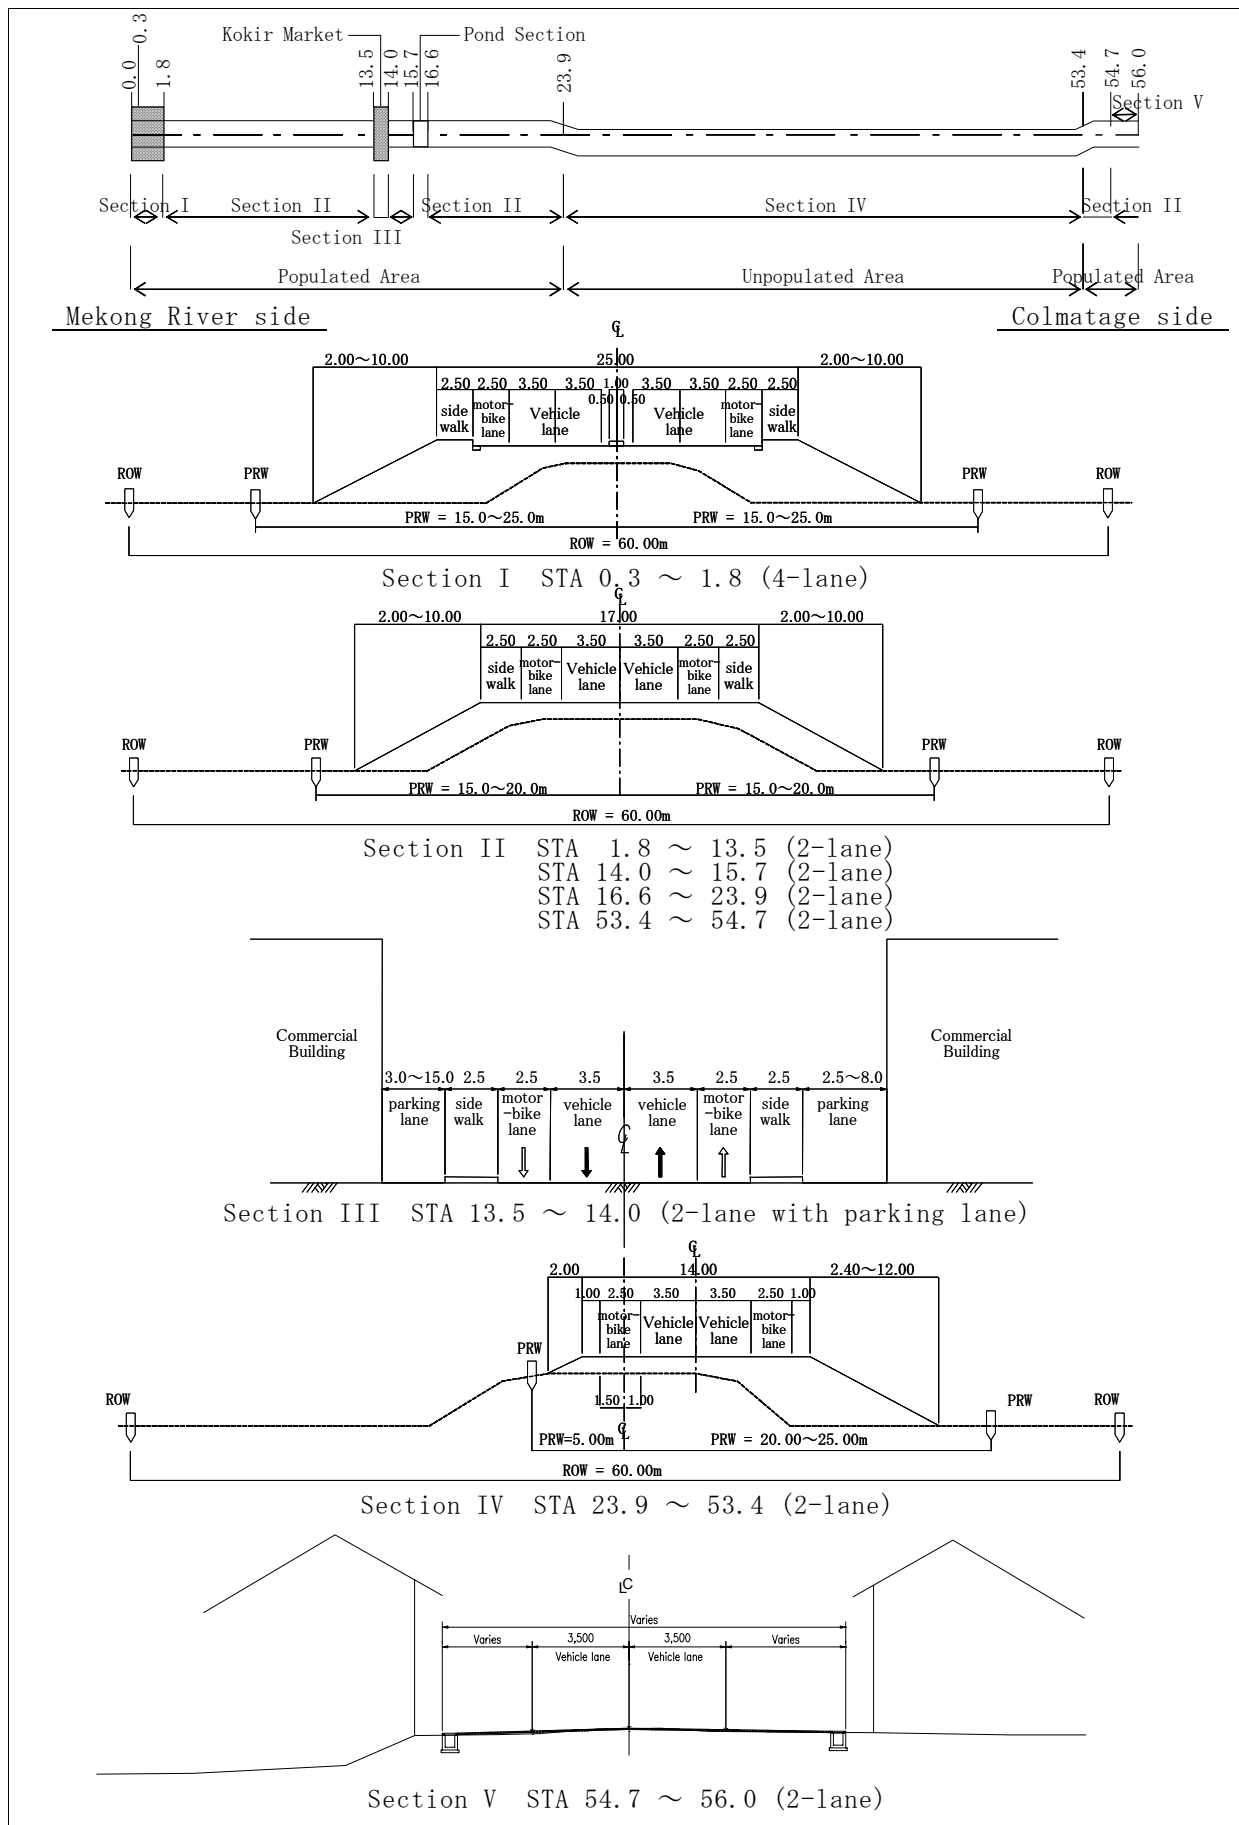 Kokir Market
Pond Section
0.0
0.3
1.8
13.5
14.0
15.7
16.6
23.9
53.4
54.7
56.0
Section V
Section I
Section II
Section II
Section IV
Section II
Section III
Populated Area
Unpopulated Area
Populated Area
Mekong River side
Colmatage side
CL
2.00～10.00 25.00 2.00～10.00
2.50 2.50 3.50 3.50 1.00 3.50 3.50 2.50 2.50
0.50 0.50
side walk
motor-bike lane
Vehicle lane
Vehicle lane
motor-bike lane
side walk
ROW PRW PRW ROW
PRW = 15.0～25.0m PRW = 15.0～25.0m
ROW = 60.00m
Section I STA 0.3 ～ 1.8 (4-lane)
CL
2.00～10.00 17.00 2.00～10.00
2.50 2.50 3.50 3.50 2.50 2.50
side walk
motor-bike lane
Vehicle lane
Vehicle lane
motor-bike lane
side walk
ROW PRW PRW ROW
PRW = 15.0～20.0m PRW = 15.0～20.0m
ROW = 60.00m
Section II STA 1.8 ～ 13.5 (2-lane)
STA 14.0 ～ 15.7 (2-lane)
STA 16.6 ～ 23.9 (2-lane)
STA 53.4 ～ 54.7 (2-lane)
Commercial Building
Commercial Building
3.0～15.0 2.5 2.5 3.5 3.5 2.5 2.5 2.5～8.0
parking lane
side walk
motor-bike lane
vehicle lane
vehicle lane
motor-bike lane
side walk
parking lane
CL
Section III STA 13.5 ～ 14.0 (2-lane with parking lane)
CL
2.00 14.00 2.40～12.00
1.00 2.50 3.50 3.50 2.50 1.00
motor-bike lane
Vehicle lane
Vehicle lane
motor-bike lane
PRW
ROW PRW ROW
1.50 1.00
CL
PRW=5.00m PRW = 20.00～25.00m
ROW = 60.00m
Section IV STA 23.9 ～ 53.4 (2-lane)
LC
Varies
Varies 3,500 3,500 Varies
Vehicle lane Vehicle lane
Section V STA 54.7 ～ 56.0 (2-lane)